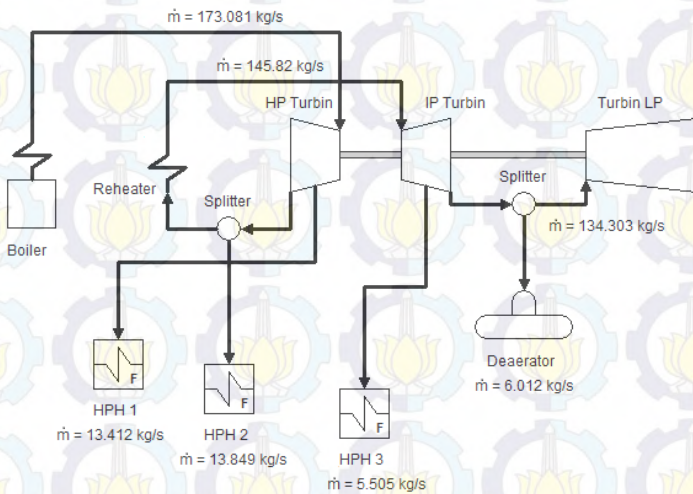 ṁ = 173.081 kg/s
ṁ = 145.82 kg/s
HP Turbin
IP Turbin
Turbin LP
Reheater
Splitter
Splitter
ṁ = 134.303 kg/s
Boiler
Deaerator
ṁ = 6.012 kg/s
F
F
F
HPH 1
ṁ = 13.412 kg/s
HPH 2
ṁ = 13.849 kg/s
HPH 3
ṁ = 5.505 kg/s